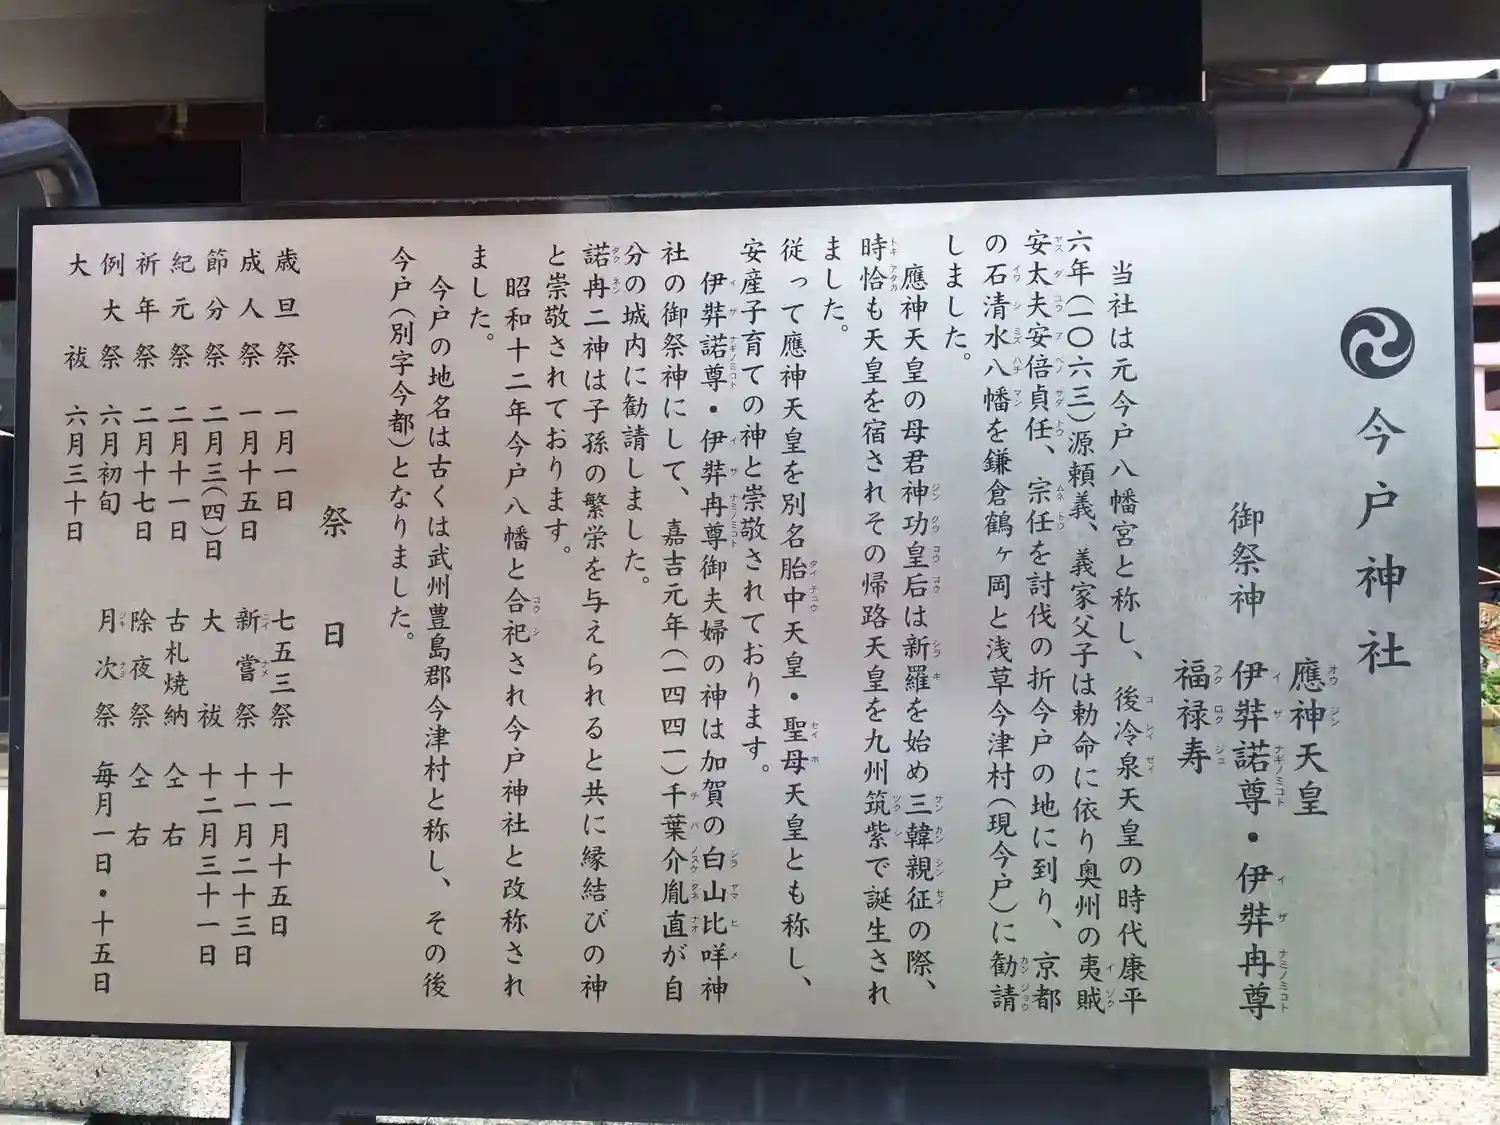 今戸神社
御祭神
應神天皇
伊弉諾尊・伊弉冉尊
福禄寿
当社は元今戸八幡宮と称し、後冷泉天皇の時代康平
六年(一〇六三)源頼義、義家父子は勅命に依り奥州の夷賊
安太夫安倍貞任、宗任を討伐の折今戸の地に到り、京都
の石清水八幡を鎌倉鶴ヶ岡と浅草今津村(現今戸)に勧請
しました。
應神天皇の母君神功皇后は新羅を始め三韓親征の際、
時恰も天皇を宿されその帰路天皇を九州筑紫で誕生され
ました。
従って應神天皇を別名胎中天皇・聖母天皇とも称し、
安産子育ての神と崇敬されております。
伊弉諾尊・伊弉冉尊御夫婦の神は加賀の白山比咩神
社の御祭神にして、嘉吉元年(一四四一)千葉介胤直が自
分の城内に勧請しました。
諾冉二神は子孫の繁栄を与えられると共に縁結びの神
と崇敬されております。
昭和十二年今戸八幡と合祀され今戸神社と改称され
ました。
今戸の地名は古くは武州豊島郡今津村と称し、その後
今戸(別字今都)となりました。
祭日
歳旦祭 一月一日
成人祭 一月十五日
節分祭 二月三(四)日
紀元祭 二月十一日
祈年祭 二月十七日
例大祭 六月初旬
大祓 六月三十日
七五三祭 十一月十五日
新嘗祭 十一月二十三日
大祓 十二月三十一日
古札焼納 仝右
除夜祭 仝右
月次祭 毎月一日・十五日